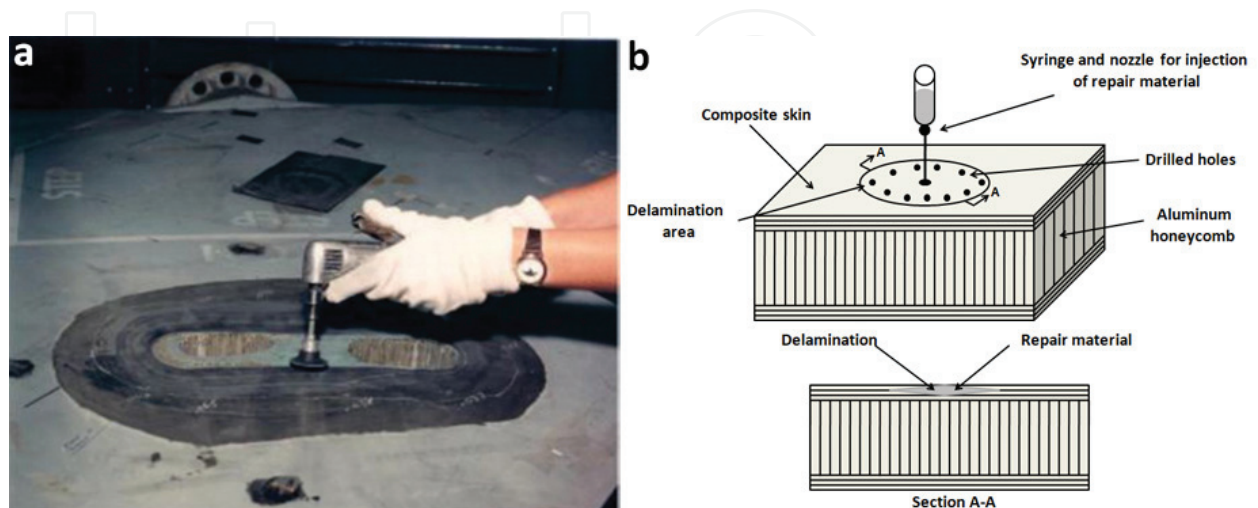 a
STEP
b
Syringe and nozzle for injection
of repair material
Composite skin
A
Drilled holes
A
Delamination
area
Aluminum
honeycomb
Delamination
Repair material
Section A-A